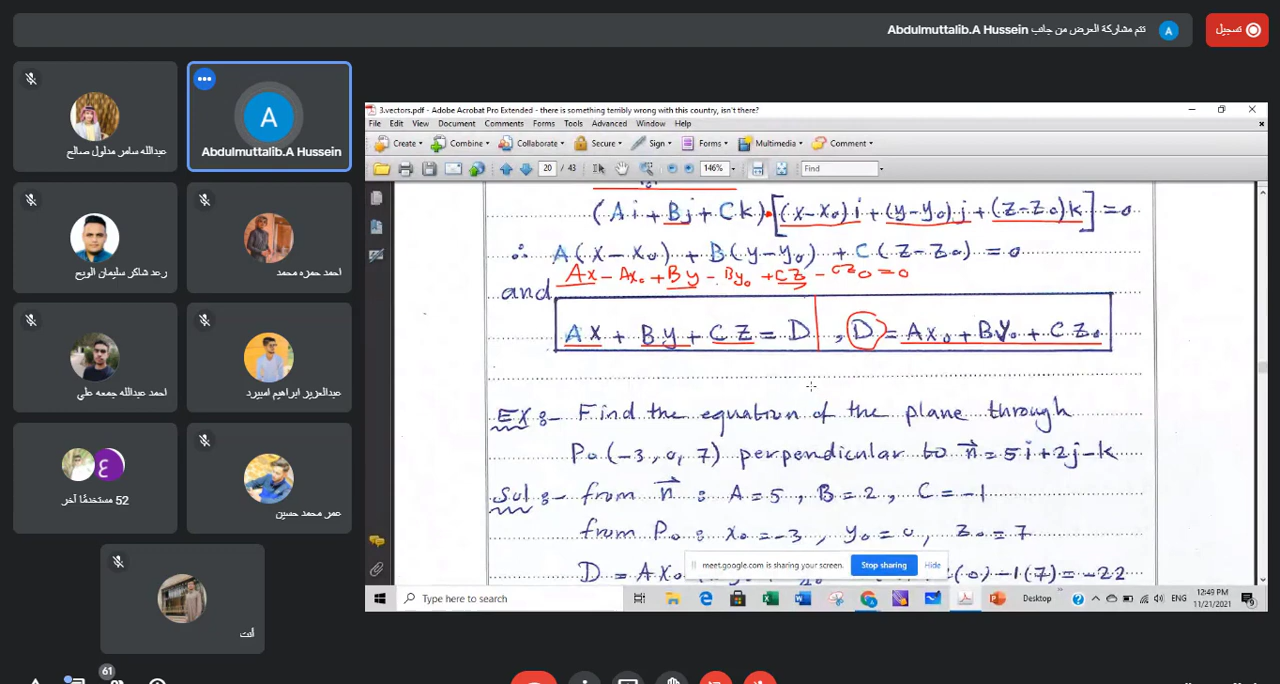 تتم مشاركة العرض من جانب Abdulmuttalib.A Hussein
A
تسجيل
عبدالله سامر مدلول صالح
A
Abdulmuttalib.A Hussein
رعد شاكر سليمان الويح
احمد حمزه محمد
احمد عبدالله جمعه علي
عبدالعزيز ابراهيم امبيرد
ع
52 مستخدمًا آخر
عمر محمد حسين
أنت
61
3.vectors.pdf - Adobe Acrobat Pro Extended - there is something terribly wrong with this country, isn't there?
File Edit View Document Comments Forms Tools Advanced Window Help
Create Combine Collaborate Secure Sign Forms Multimedia Comment
20 / 43 146% Find
(Ai+Bj+Ck)•[(x-x₀)i+(y-y₀)j+(z-z₀)k]=0
∴ A(x-x₀) + B(y-y₀) + C(z-z₀) = 0
Ax - Ax₀ + By - By₀ + Cz - Cz₀ = 0
and
Ax + By + Cz = D , D = Ax₀ + By₀ + Cz₀
EX:- Find the equation of the plane through
P₀(-3, 0, 7) perpendicular to n⃗ = 5i+2j-k
Sol:- from n⃗ : A=5, B=2, C=-1
from P₀: x₀=-3, y₀=0, z₀=7
meet.google.com is sharing your screen. Stop sharing Hide
D = Ax₀ (0)-1(7)=-22
Type here to search
Desktop ENG 12:49 PM
11/21/2021